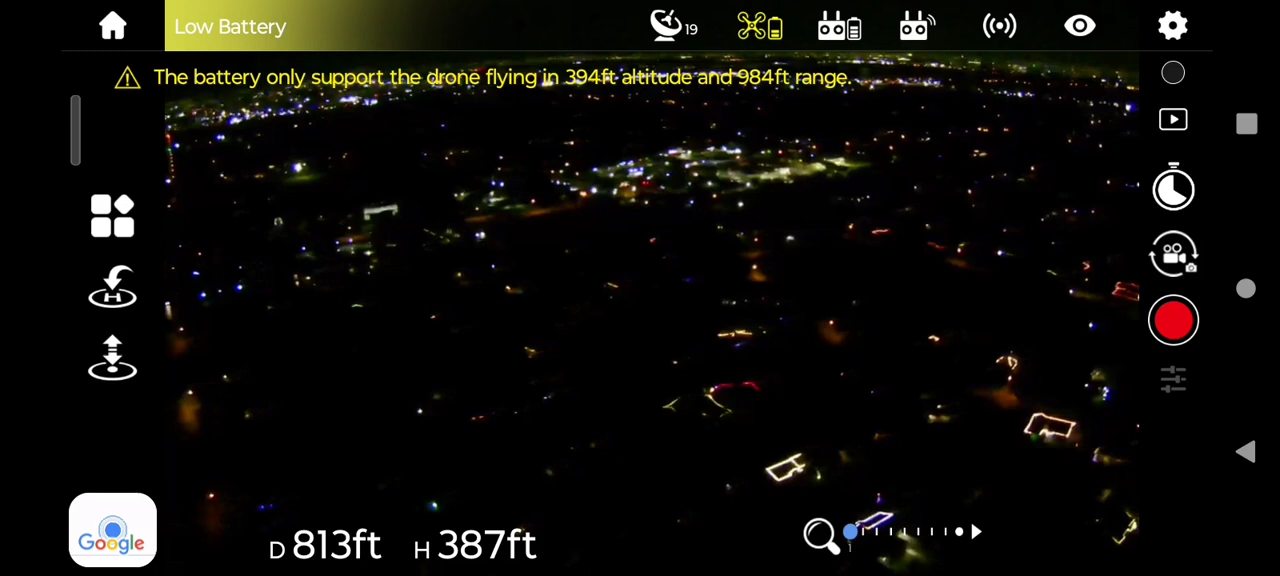 Low Battery
19
The battery only support the drone flying in 394ft altitude and 984ft range.
H
Google
D 813ft H 387ft
1